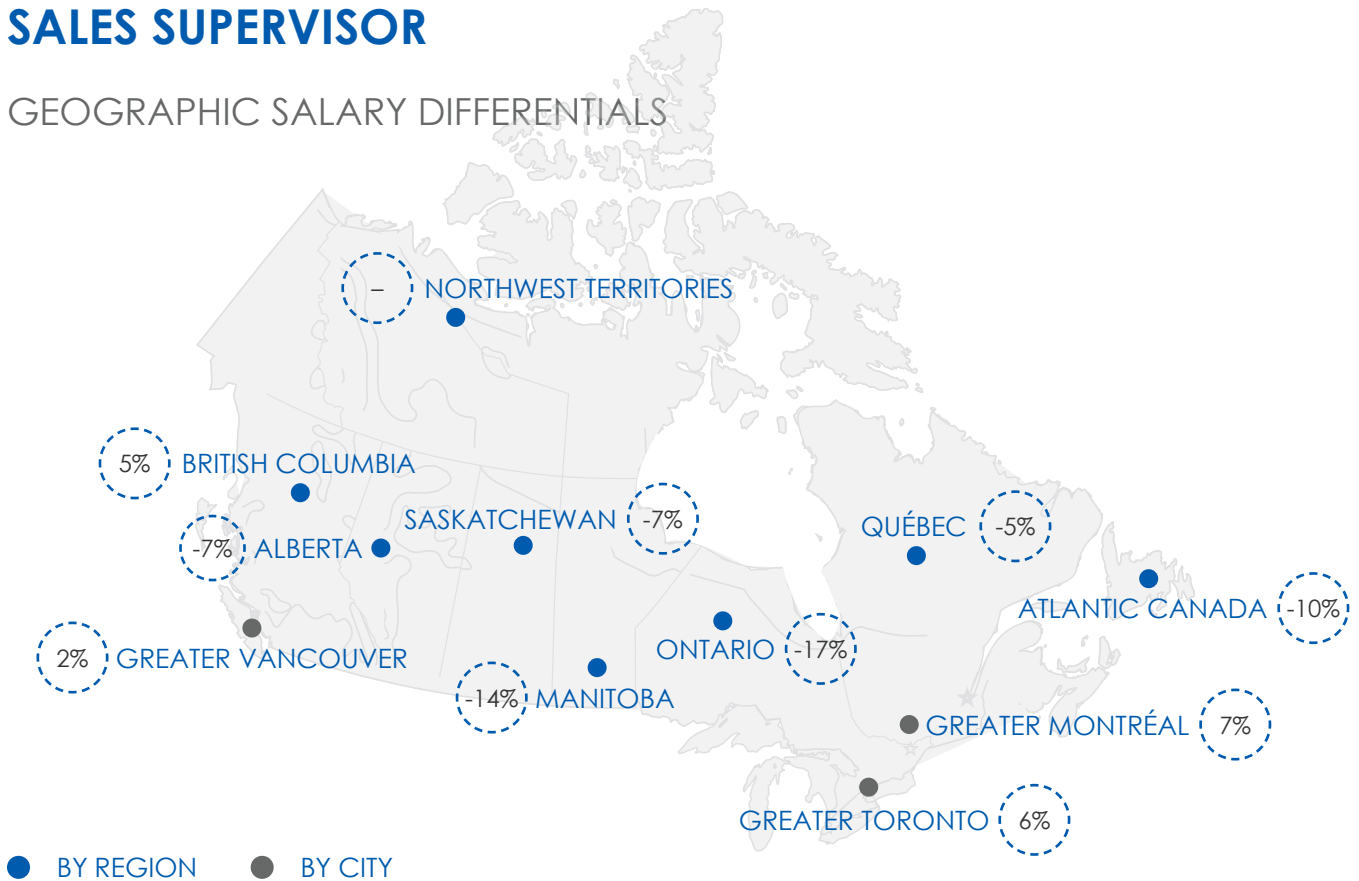 SALES SUPERVISOR
GEOGRAPHIC SALARY DIFFERENTIALS
– NORTHWEST TERRITORIES
5% BRITISH COLUMBIA
SASKATCHEWAN -7%
QUÉBEC -5%
-7% ALBERTA
ATLANTIC CANADA -10%
ONTARIO -17%
2% GREATER VANCOUVER
-14% MANITOBA
GREATER MONTRÉAL 7%
GREATER TORONTO 6%
BY REGION BY CITY